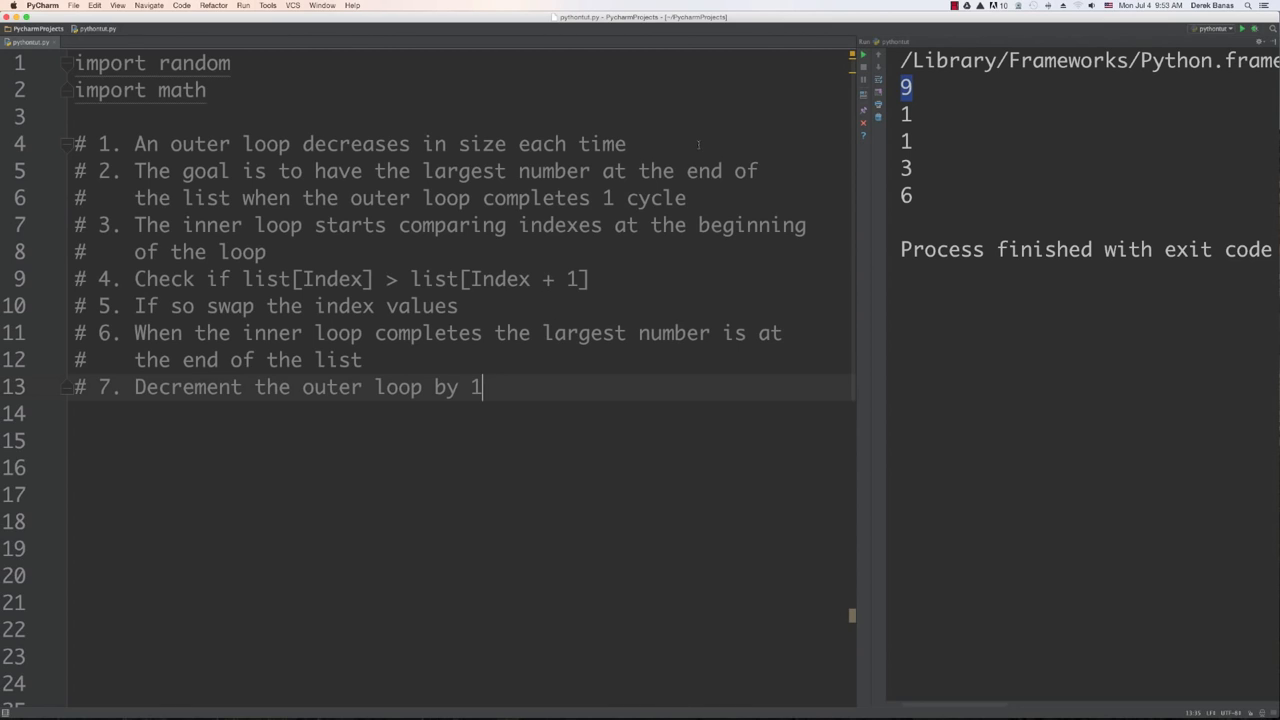 PyCharm File Edit View Navigate Code Refactor Run Tools VCS Window Help
10 Mon Jul 4 9:53 AM Derek Banas
pythontut.py - PycharmProjects - [~/PycharmProjects]
PycharmProjects pythontut.py
pythontut
pythontut.py
Run: pythontut
1 import random
2 import math
3
4 # 1. An outer loop decreases in size each time
5 # 2. The goal is to have the largest number at the end of
6 # the list when the outer loop completes 1 cycle
7 # 3. The inner loop starts comparing indexes at the beginning
8 # of the loop
9 # 4. Check if list[Index] > list[Index + 1]
10 # 5. If so swap the index values
11 # 6. When the inner loop completes the largest number is at
12 # the end of the list
13 # 7. Decrement the outer loop by 1
14
15
16
17
18
19
20
21
22
23
24
/Library/Frameworks/Python.frame
9
1
1
3
6
Process finished with exit code
13:35 LF‡ UTF-8‡